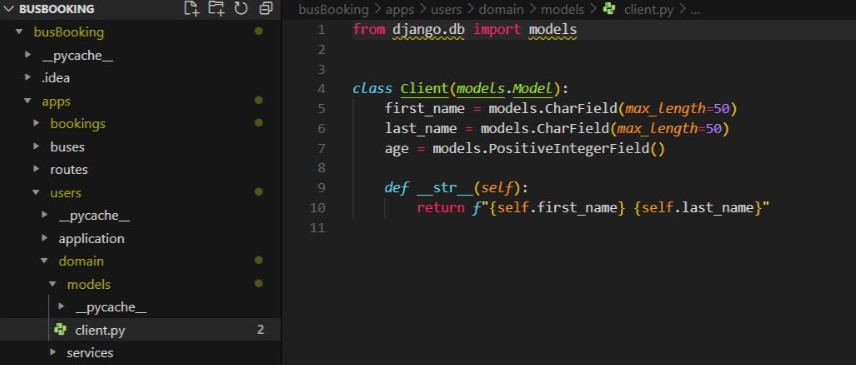 BUSBOOKING
busBooking
__pycache__
.idea
apps
bookings
buses
routes
users
__pycache__
application
domain
models
__pycache__
client.py 2
services
busBooking > apps > users > domain > models > client.py > ...
1 from django.db import models
2
3
4 class Client(models.Model):
5     first_name = models.CharField(max_length=50)
6     last_name = models.CharField(max_length=50)
7     age = models.PositiveIntegerField()
8
9     def __str__(self):
10         return f"{self.first_name} {self.last_name}"
11